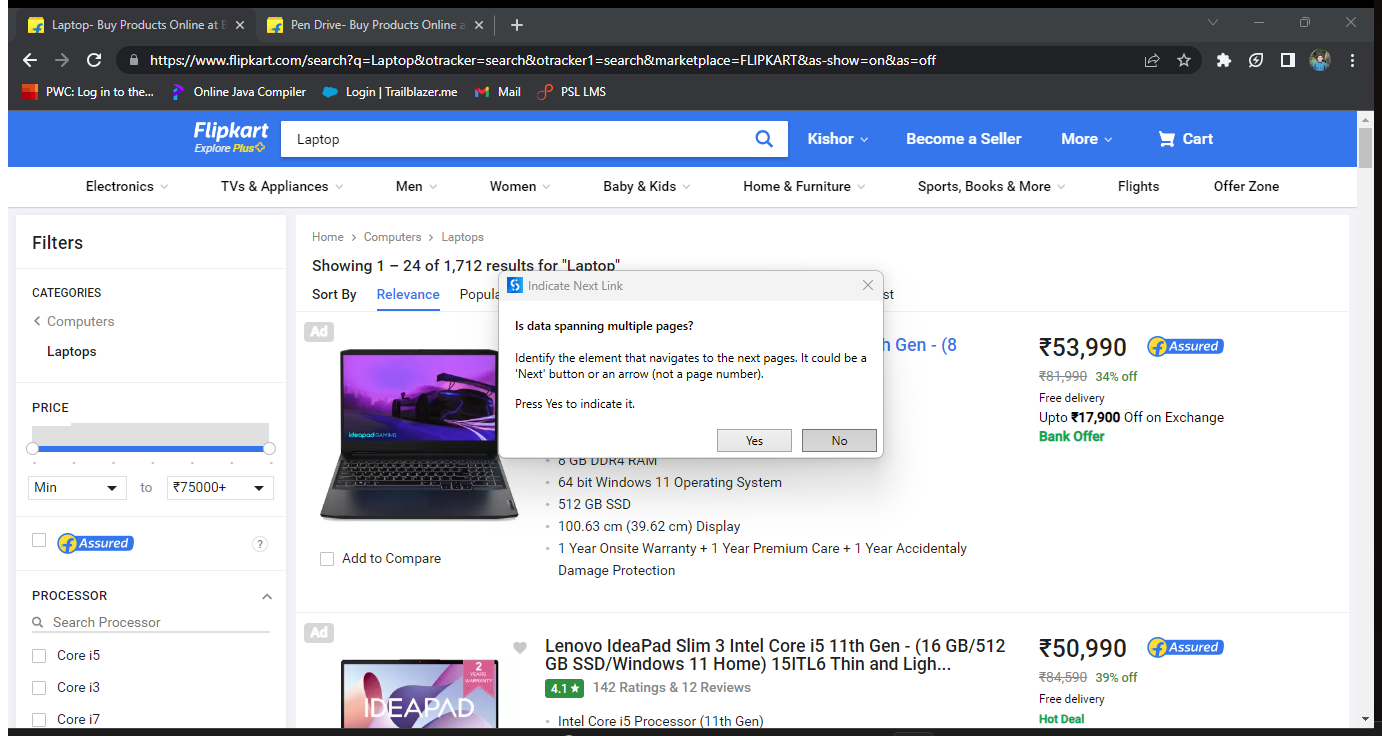 Laptop- Buy Products Online at B
Pen Drive- Buy Products Online a
https://www.flipkart.com/search?q=Laptop&otracker=search&otracker1=search&marketplace=FLIPKART&as-show=on&as=off
PWC: Log in to the... Online Java Compiler Login | Trailblazer.me Mail PSL LMS
Flipkart
Explore Plus
Laptop
Kishor Become a Seller More Cart
Electronics TVs & Appliances Men Women Baby & Kids Home & Furniture Sports, Books & More Flights Offer Zone
Filters
CATEGORIES
Computers
Laptops
PRICE
Min to ₹75000+
Assured ?
PROCESSOR
Search Processor
Core i5
Core i3
Core i7
Home > Computers > Laptops
Showing 1 – 24 of 1,712 results for "Laptop"
Sort By Relevance Popula st
Indicate Next Link
Is data spanning multiple pages?
Identify the element that navigates to the next pages. It could be a
'Next' button or an arrow (not a page number).
Press Yes to indicate it.
Yes No
Ad
ideapad GAMING
Add to Compare
th Gen - (8
8 GB DDR4 RAM
64 bit Windows 11 Operating System
512 GB SSD
100.63 cm (39.62 cm) Display
1 Year Onsite Warranty + 1 Year Premium Care + 1 Year Accidentaly
Damage Protection
₹53,990 Assured
₹81,990 34% off
Free delivery
Upto ₹17,900 Off on Exchange
Bank Offer
Ad
2
YEARS
WARRANTY
IDEAPAD
Lenovo IdeaPad Slim 3 Intel Core i5 11th Gen - (16 GB/512
GB SSD/Windows 11 Home) 15ITL6 Thin and Ligh...
4.1★ 142 Ratings & 12 Reviews
Intel Core i5 Processor (11th Gen)
₹50,990 Assured
₹84,590 39% off
Free delivery
Hot Deal